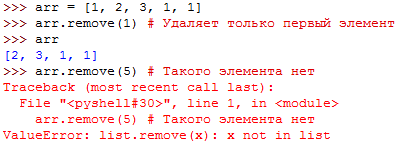 >>> arr = [1, 2, 3, 1, 1]
>>> arr.remove(1) # Удаляет только первый элемент
>>> arr
[2, 3, 1, 1]
>>> arr.remove(5) # Такого элемента нет
Traceback (most recent call last):
  File "<pyshell#30>", line 1, in <module>
    arr.remove(5) # Такого элемента нет
ValueError: list.remove(x): x not in list